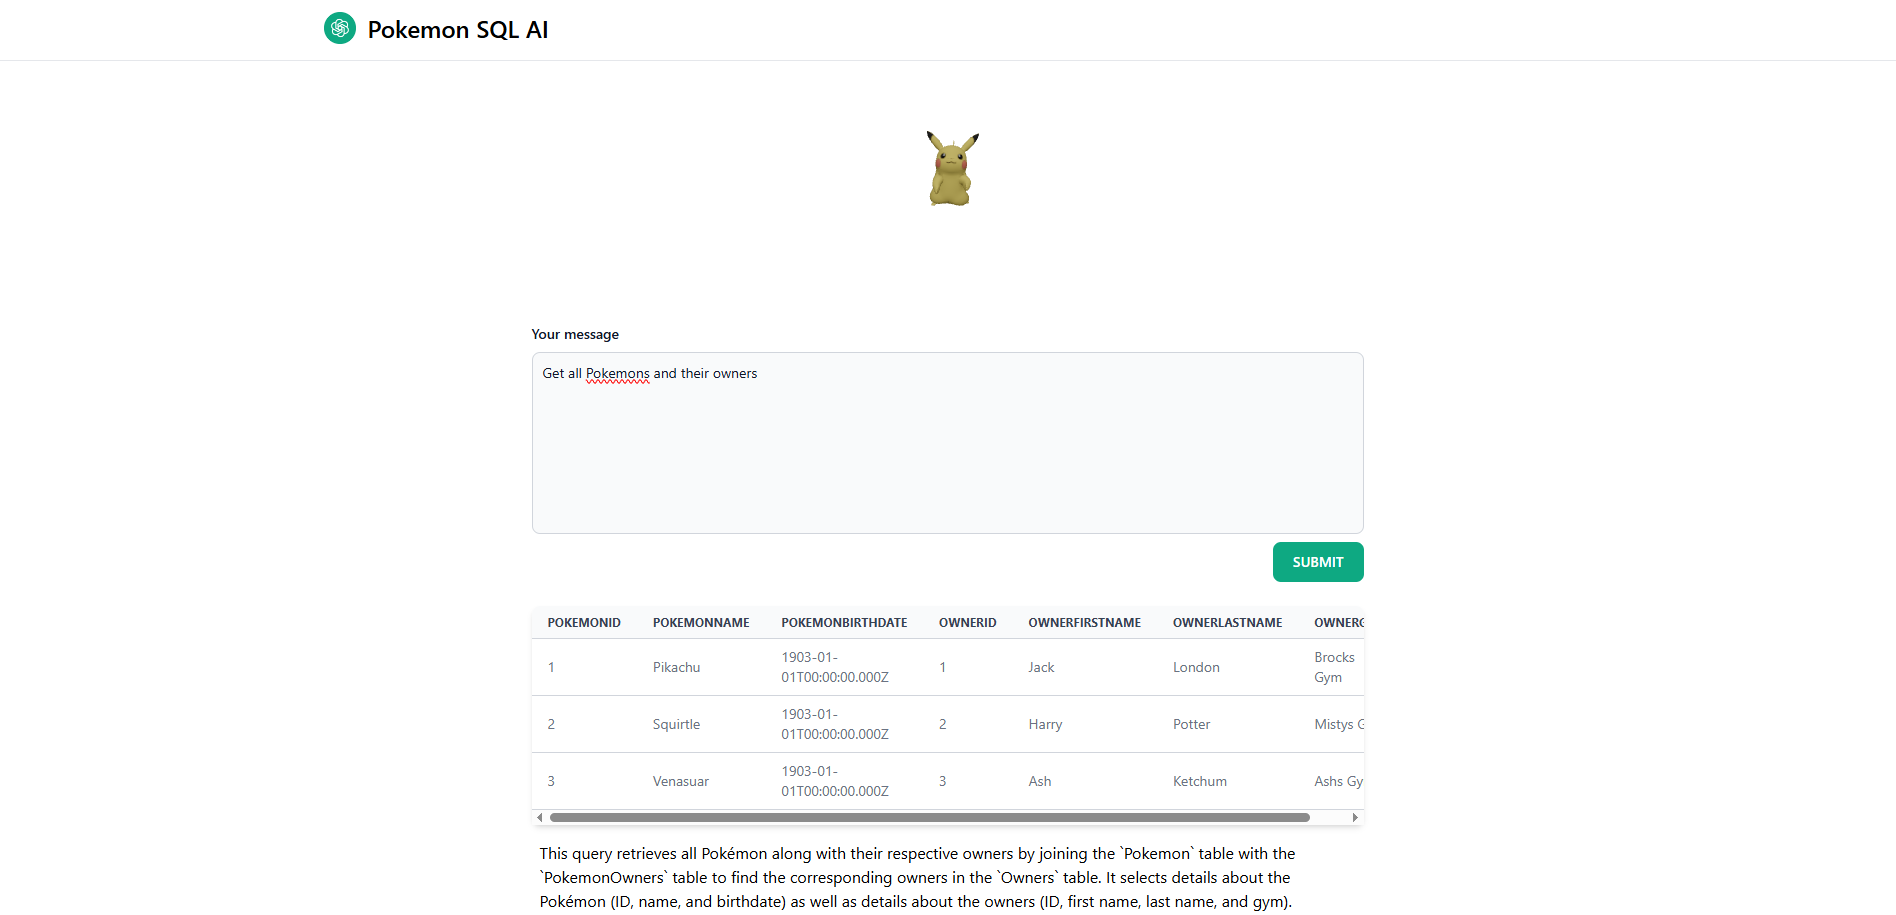 Pokemon SQL AI
Your message
Get all Pokemons and their owners
SUBMIT
POKEMONID POKEMONNAME POKEMONBIRTHDATE OWNERID OWNERFIRSTNAME OWNERLASTNAME OWNERG
1 Pikachu 1903-01-01T00:00:00.000Z 1 Jack London Brocks Gym
2 Squirtle 1903-01-01T00:00:00.000Z 2 Harry Potter Mistys G
3 Venasuar 1903-01-01T00:00:00.000Z 3 Ash Ketchum Ashs Gy
This query retrieves all Pokémon along with their respective owners by joining the `Pokemon` table with the
`PokemonOwners` table to find the corresponding owners in the `Owners` table. It selects details about the
Pokémon (ID, name, and birthdate) as well as details about the owners (ID, first name, last name, and gym).